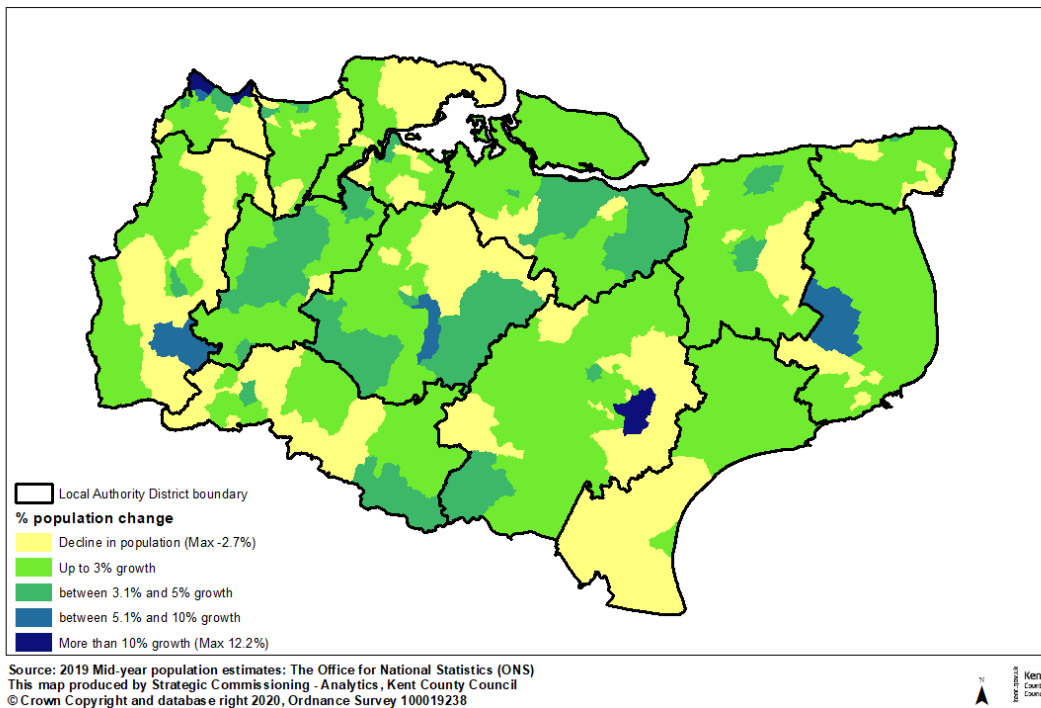 Local Authority District boundary
% population change
Decline in population (Max -2.7%)
Up to 3% growth
between 3.1% and 5% growth
between 5.1% and 10% growth
More than 10% growth (Max 12.2%)
Source: 2019 Mid-year population estimates: The Office for National Statistics (ONS)
This map produced by Strategic Commissioning - Analytics, Kent County Council
© Crown Copyright and database right 2020, Ordnance Survey 100019238
N